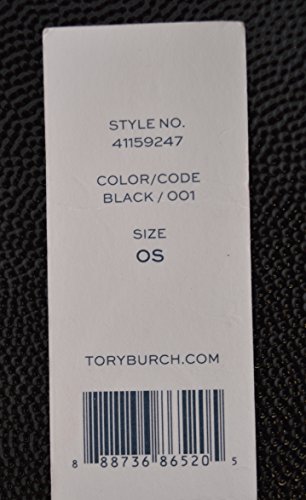 STYLE NO.
41159247
COLOR/CODE
BLACK / 001
SIZE
OS
TORYBURCH.COM
8 88736 86520 5